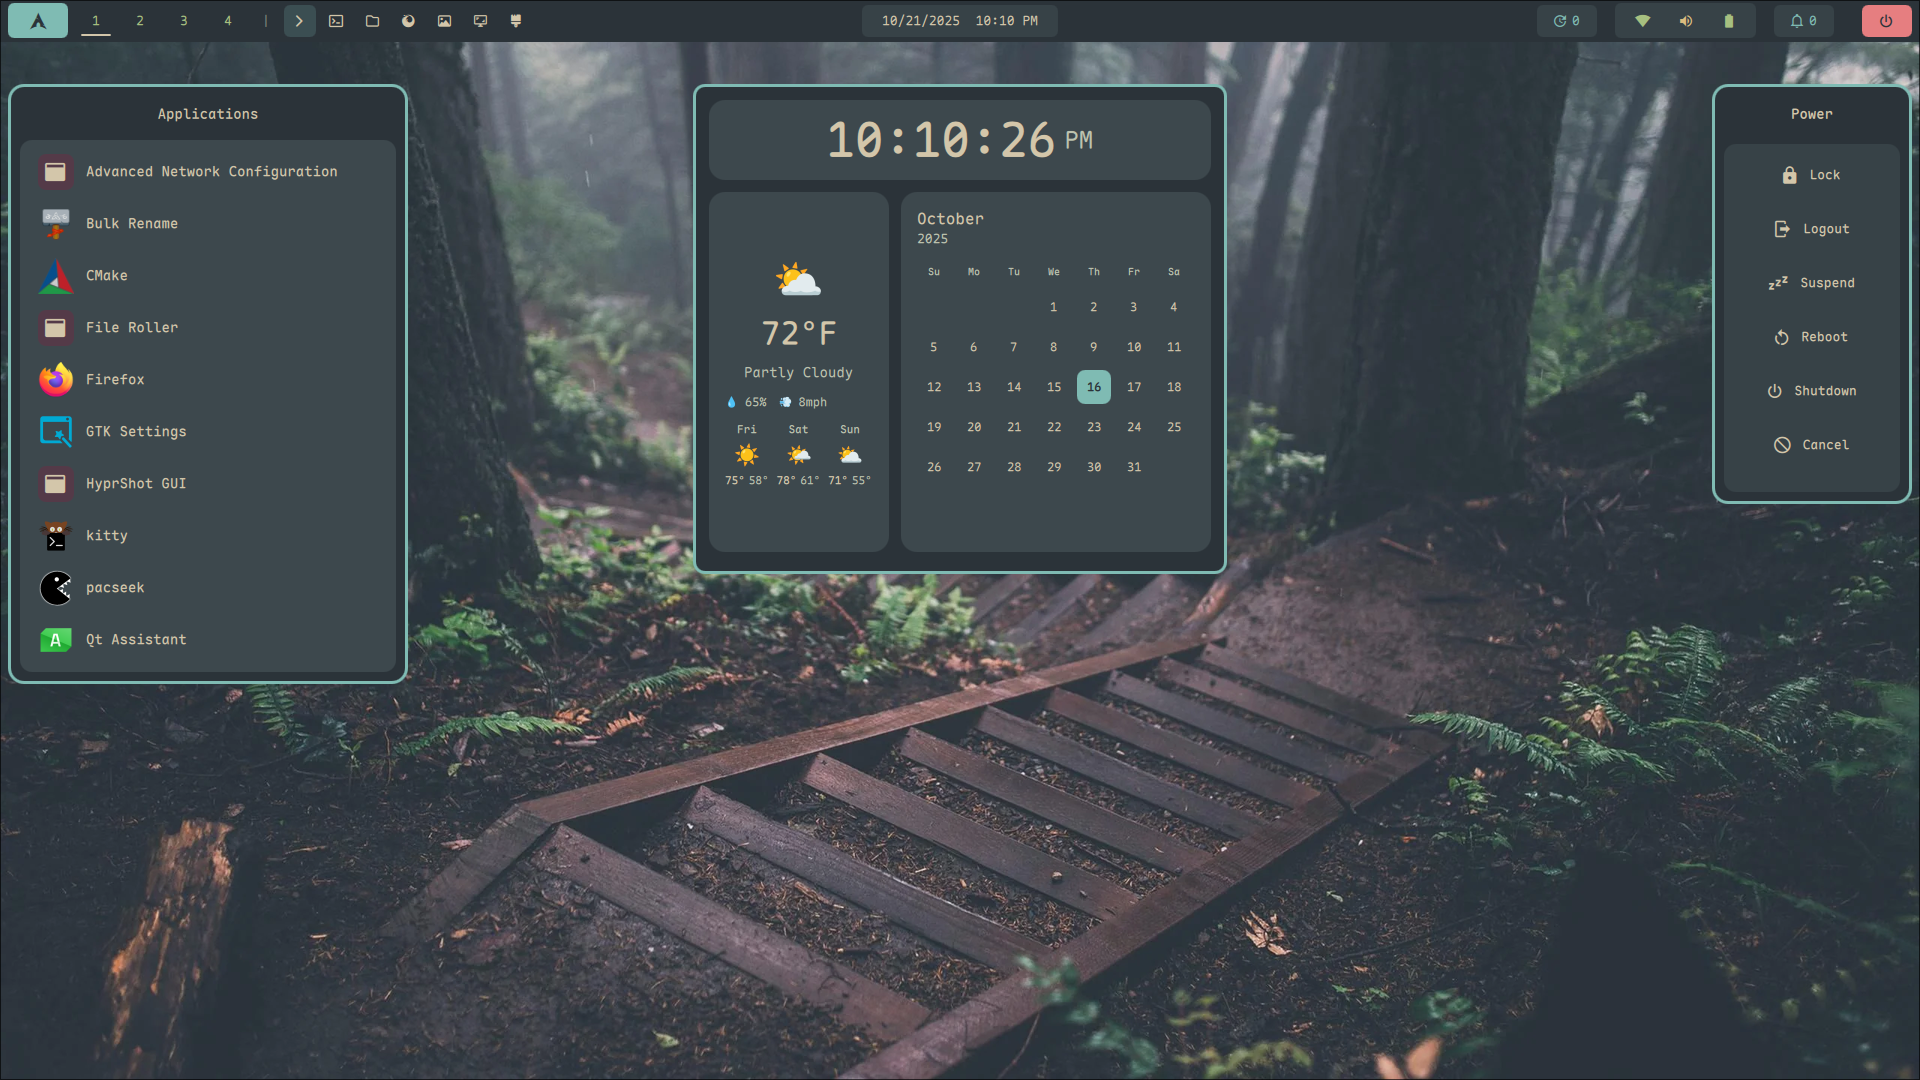 1 2 3 4 |
10/21/2025 10:10 PM
0
0
Applications
Advanced Network Configuration
Bulk Rename
CMake
File Roller
Firefox
GTK Settings
HyprShot GUI
kitty
pacseek
A Qt Assistant
10:10:26 PM
72°F
Partly Cloudy
65% 8mph
Fri Sat Sun
75° 58° 78° 61° 71° 55°
October
2025
Su Mo Tu We Th Fr Sa
1 2 3 4
5 6 7 8 9 10 11
12 13 14 15 16 17 18
19 20 21 22 23 24 25
26 27 28 29 30 31
Power
Lock
Logout
zzZ Suspend
Reboot
Shutdown
Cancel